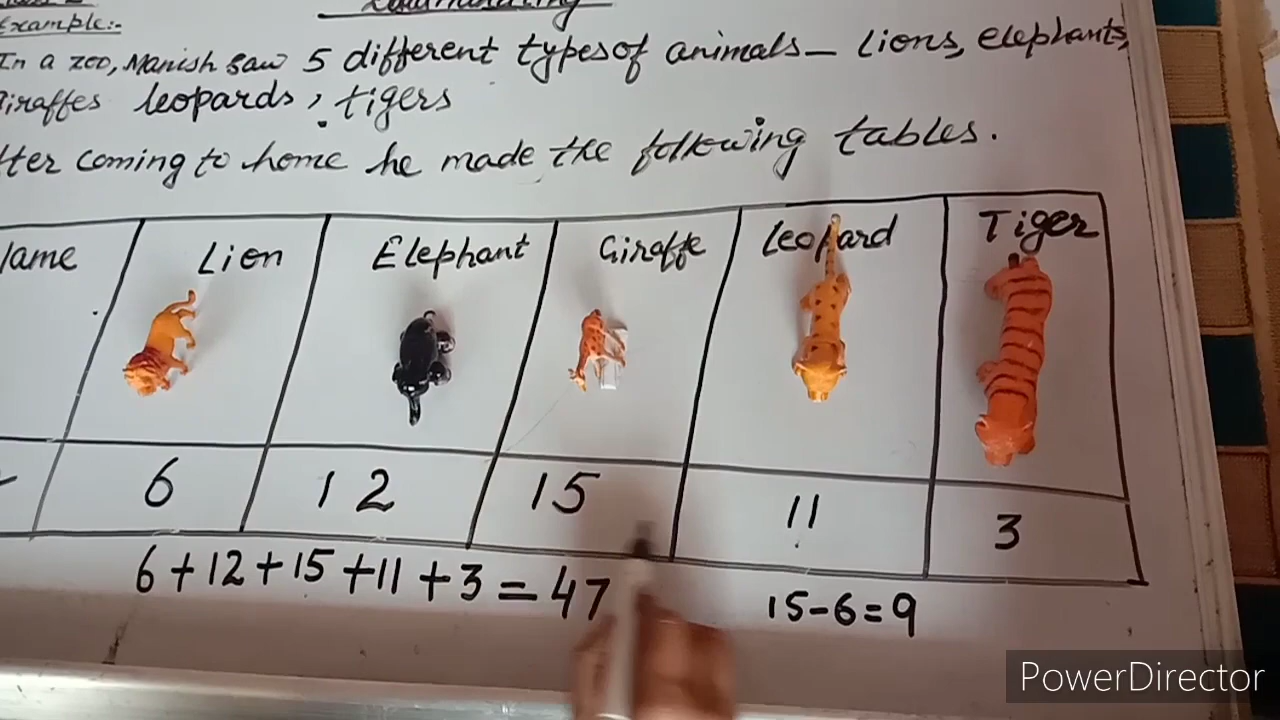 Example:-
In a zoo, Manish saw 5 different types of animals- Lions, elephants,
Giraffes leopards, tigers
fter coming to home he made the following tables.
Name Lion Elephant Giraffe Leopard Tiger
6 12 15 11 3
6+12+15+11+3=47 15-6=9
PowerDirector